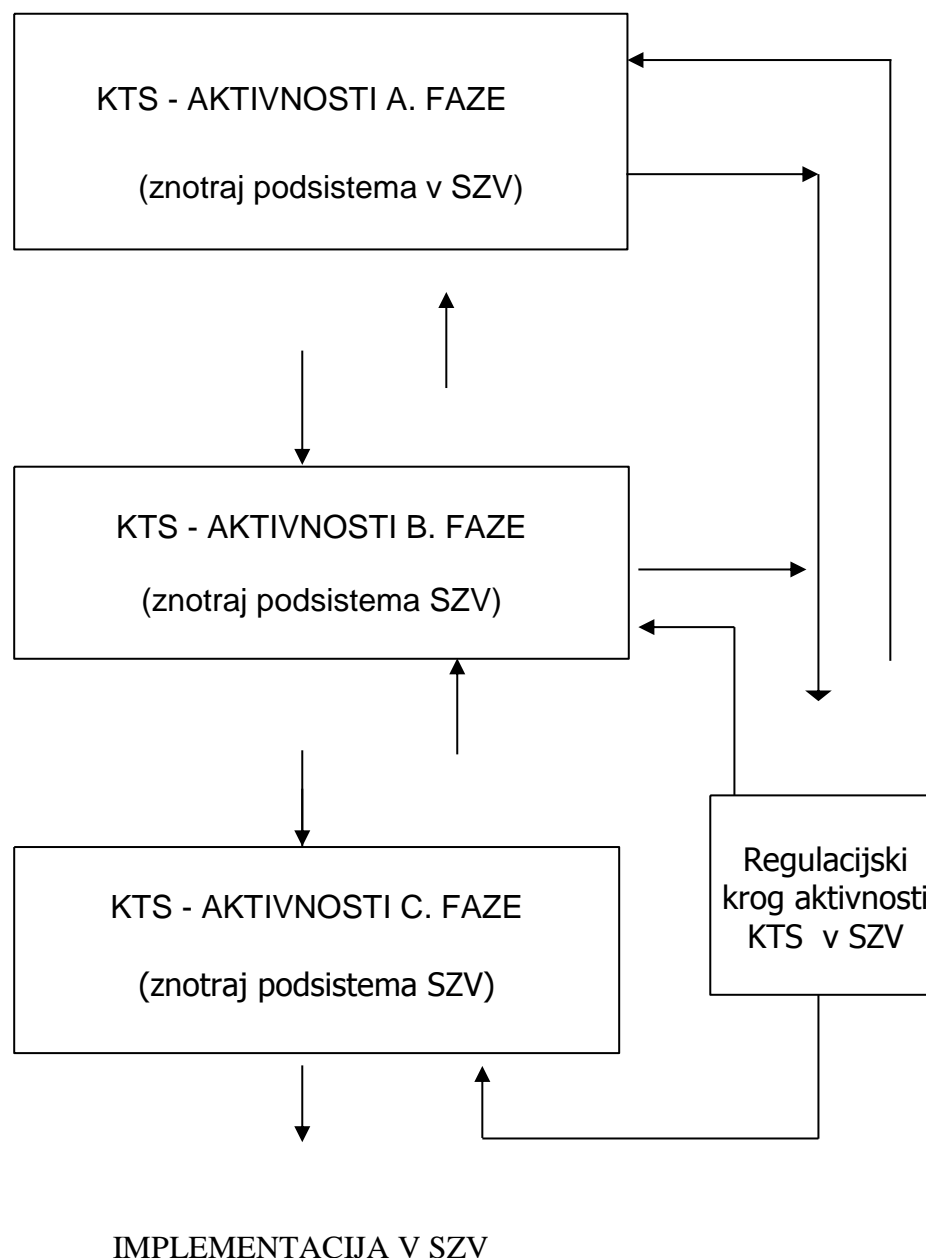 KTS - AKTIVNOSTI A. FAZE
(znotraj podsistema v SZV)
KTS - AKTIVNOSTI B. FAZE
(znotraj podsistema SZV)
KTS - AKTIVNOSTI C. FAZE
(znotraj podsistema SZV)
Regulacijski
krog aktivnosti
KTS v SZV
IMPLEMENTACIJA V SZV